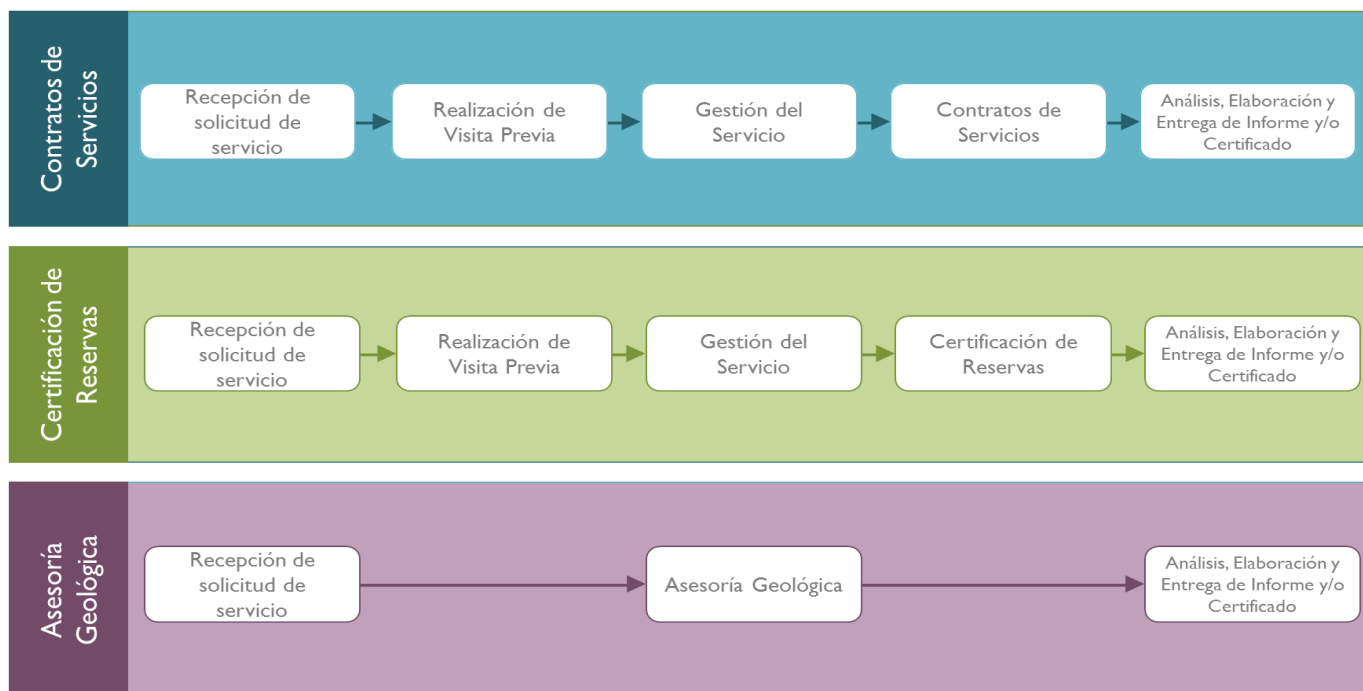 Contratos de
Servicios
Recepción de
solicitud de
servicio
Realización de
Visita Previa
Gestión del
Servicio
Contratos de
Servicios
Análisis, Elaboración y
Entrega de Informe y/o
Certificado
Certificación de
Reservas
Recepción de
solicitud de
servicio
Realización de
Visita Previa
Gestión del
Servicio
Certificación de
Reservas
Análisis, Elaboración y
Entrega de Informe y/o
Certificado
Asesoría
Geológica
Recepción de
solicitud de
servicio
Asesoría Geológica
Análisis, Elaboración y
Entrega de Informe y/o
Certificado